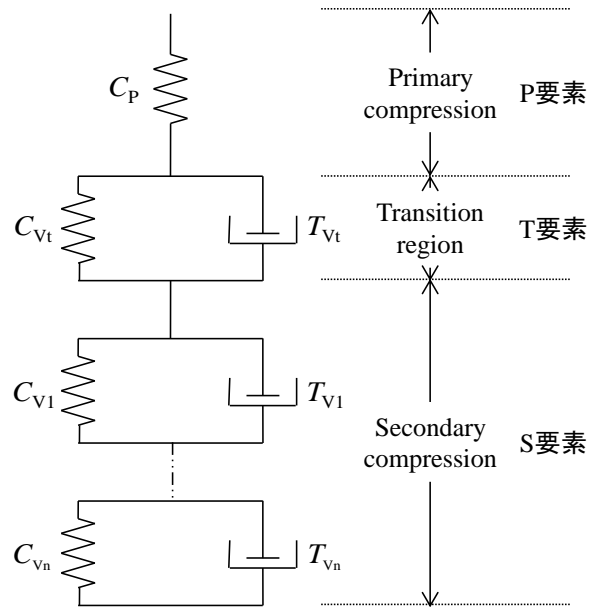 C_P
Primary
compression
P要素
C_Vt
T_Vt
Transition
region
T要素
C_V1
T_V1
Secondary
compression
S要素
C_Vn
T_Vn